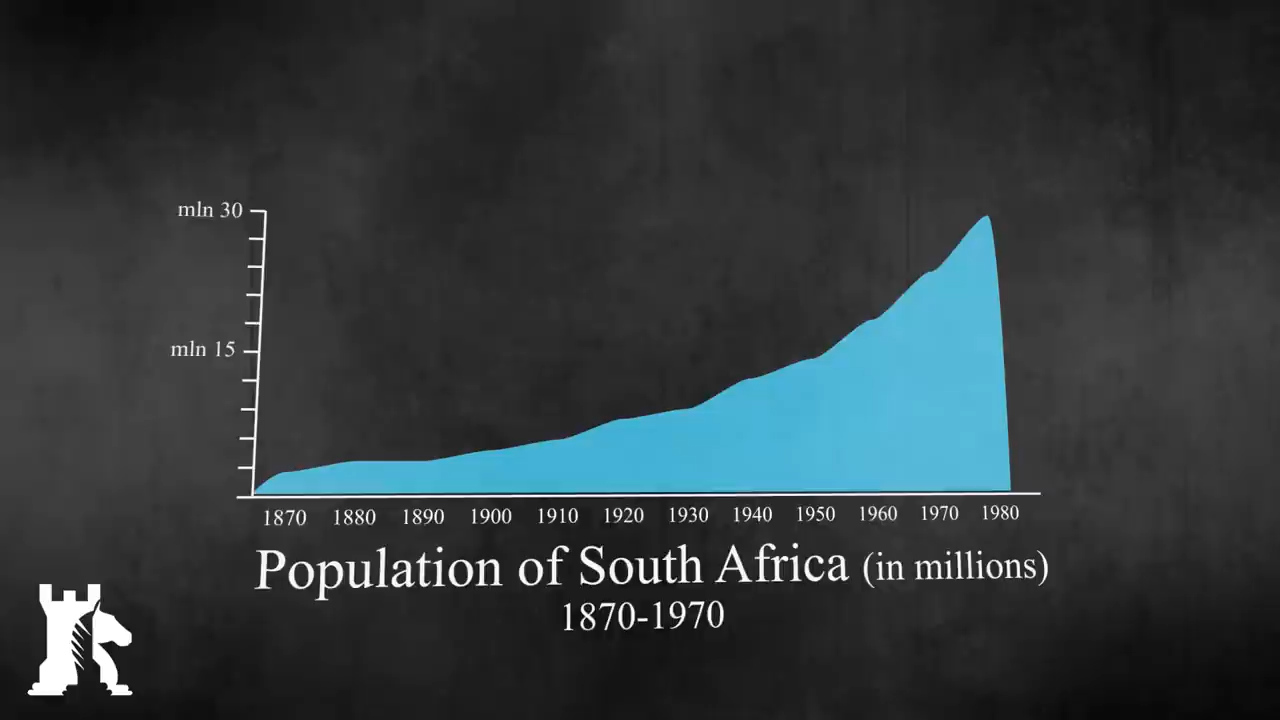 mln 30
mln 15
1870 1880 1890 1900 1910 1920 1930 1940 1950 1960 1970 1980
Population of South Africa (in millions)
1870-1970